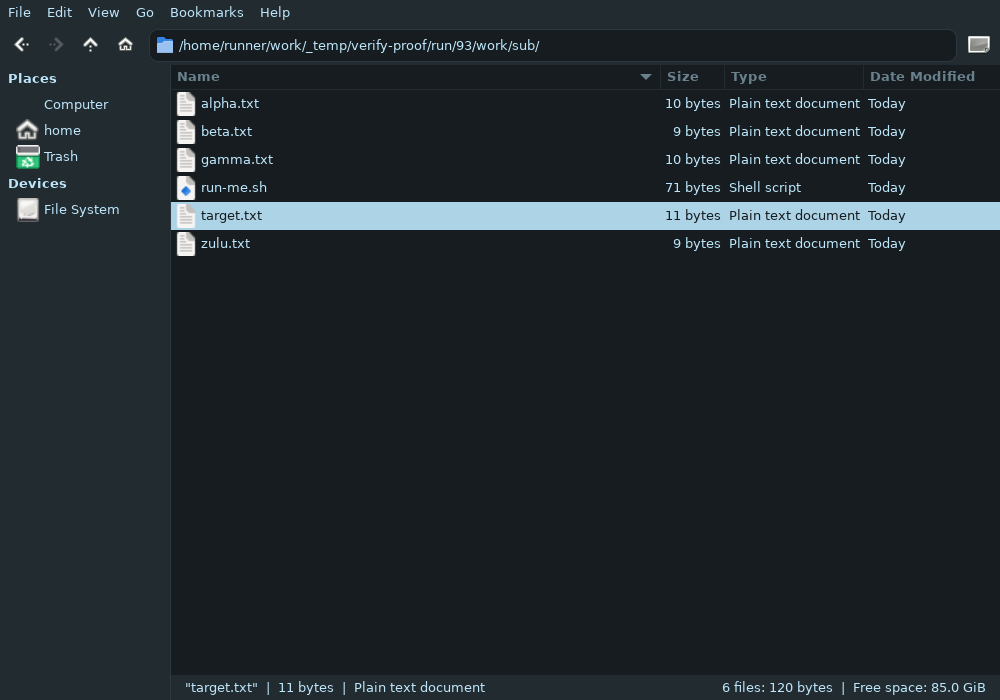 File Edit View Go Bookmarks Help
/home/runner/work/_temp/verify-proof/run/93/work/sub/
Places
Computer
home
Trash
Devices
File System
Name Size Type Date Modified
alpha.txt 10 bytes Plain text document Today
beta.txt 9 bytes Plain text document Today
gamma.txt 10 bytes Plain text document Today
run-me.sh 71 bytes Shell script Today
target.txt 11 bytes Plain text document Today
zulu.txt 9 bytes Plain text document Today
"target.txt" | 11 bytes | Plain text document 6 files: 120 bytes | Free space: 85.0 GiB